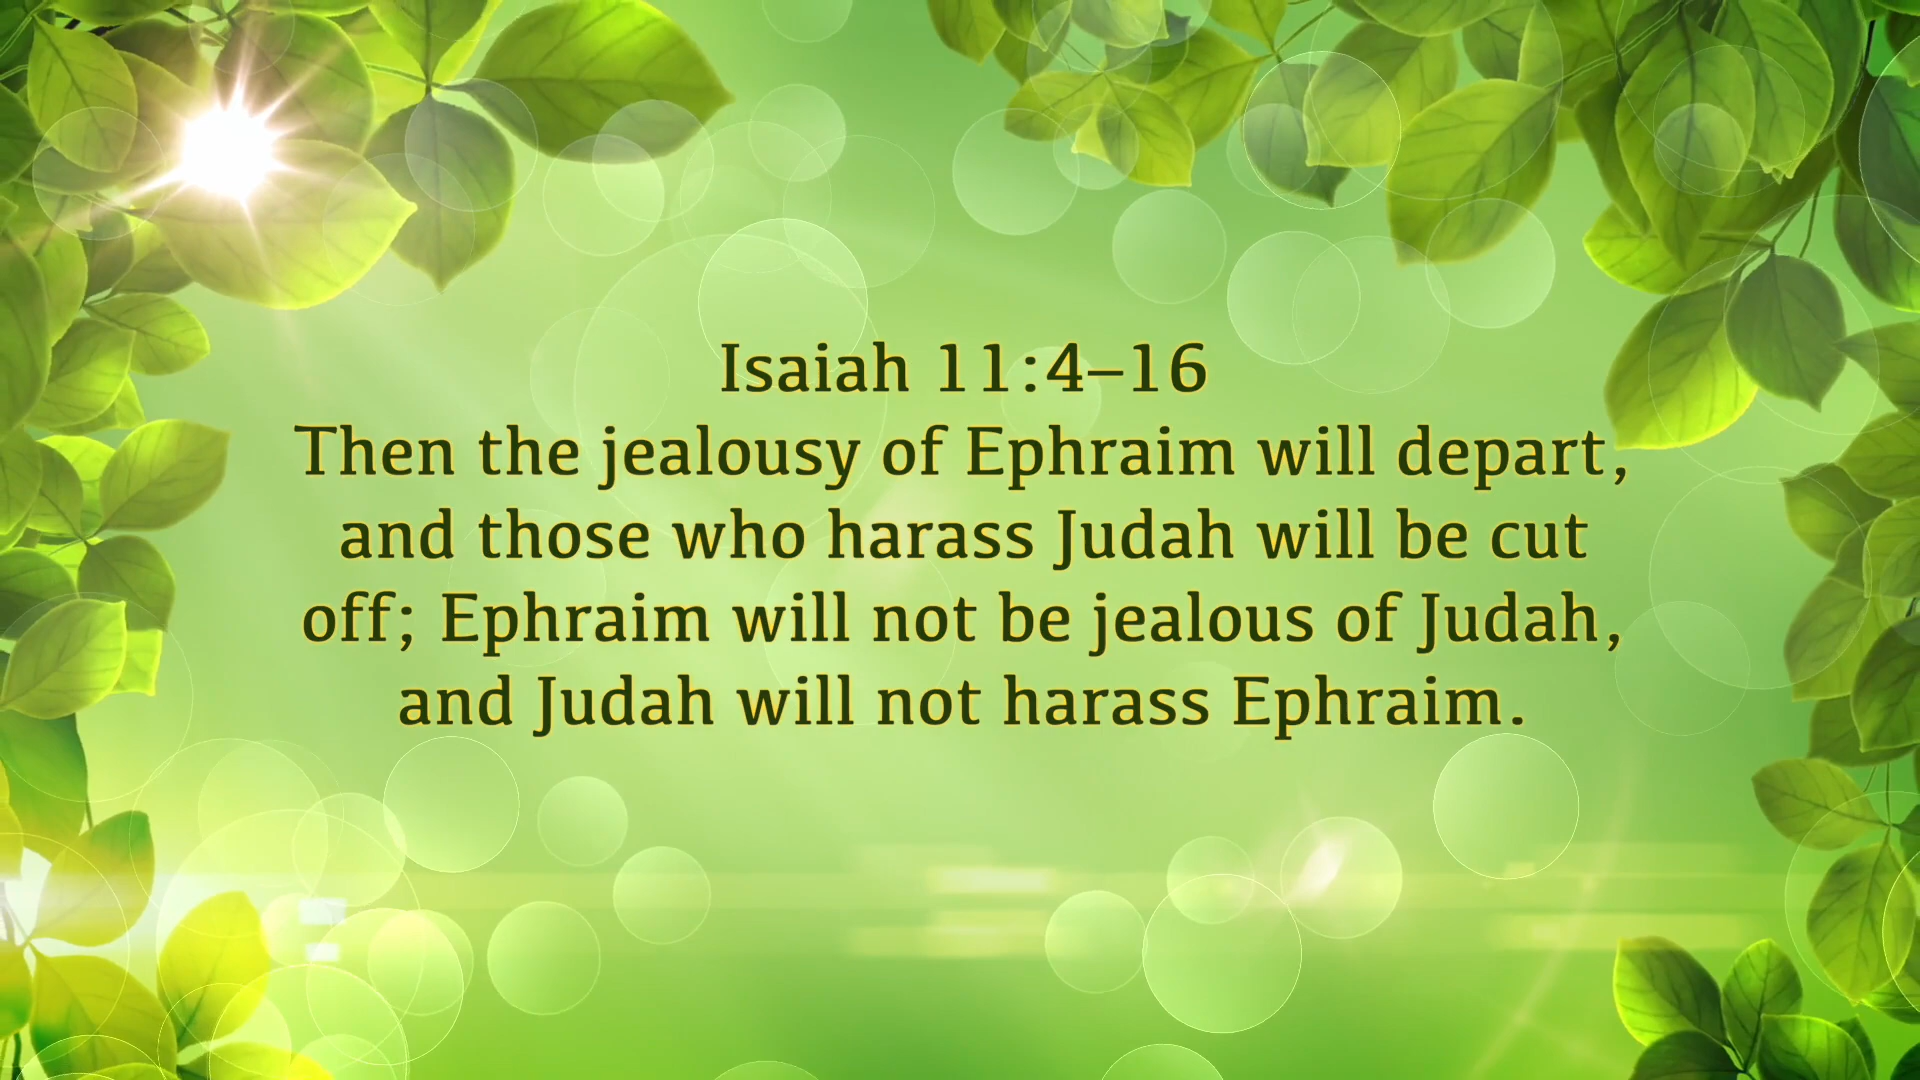 Isaiah 11:4–16
Then the jealousy of Ephraim will depart,
and those who harass Judah will be cut
off; Ephraim will not be jealous of Judah,
and Judah will not harass Ephraim.